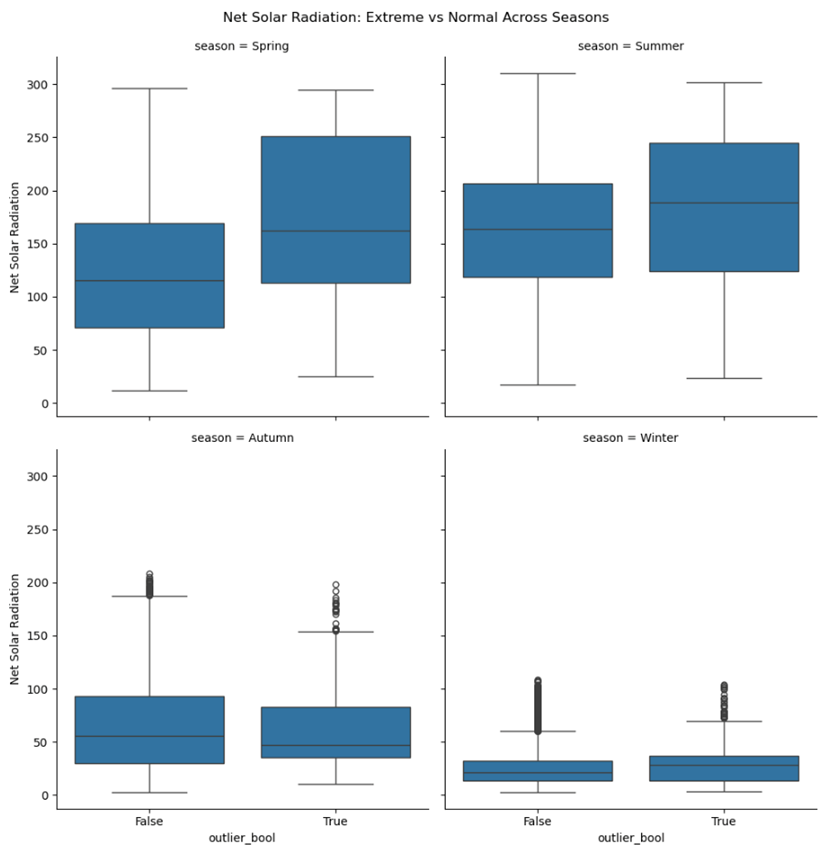 Net Solar Radiation: Extreme vs Normal Across Seasons
season = Spring
season = Summer
300
250
200
150
100
50
0
Net Solar Radiation
season = Autumn
season = Winter
300
250
200
150
100
50
0
Net Solar Radiation
False
True
False
True
outlier_bool
outlier_bool